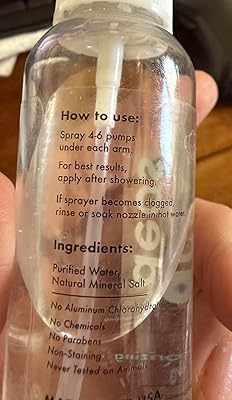 How to use:
Spray 4-6 pumps
under each arm.
For best results,
apply after showering.
If sprayer becomes clogged,
rinse or soak nozzle in hot water.
Ingredients:
Purified Water,
Natural Mineral Salt
No Aluminum Chlorohydrate
No Chemicals
No Parabens
Non-Staining
Never Tested on Animals
USA